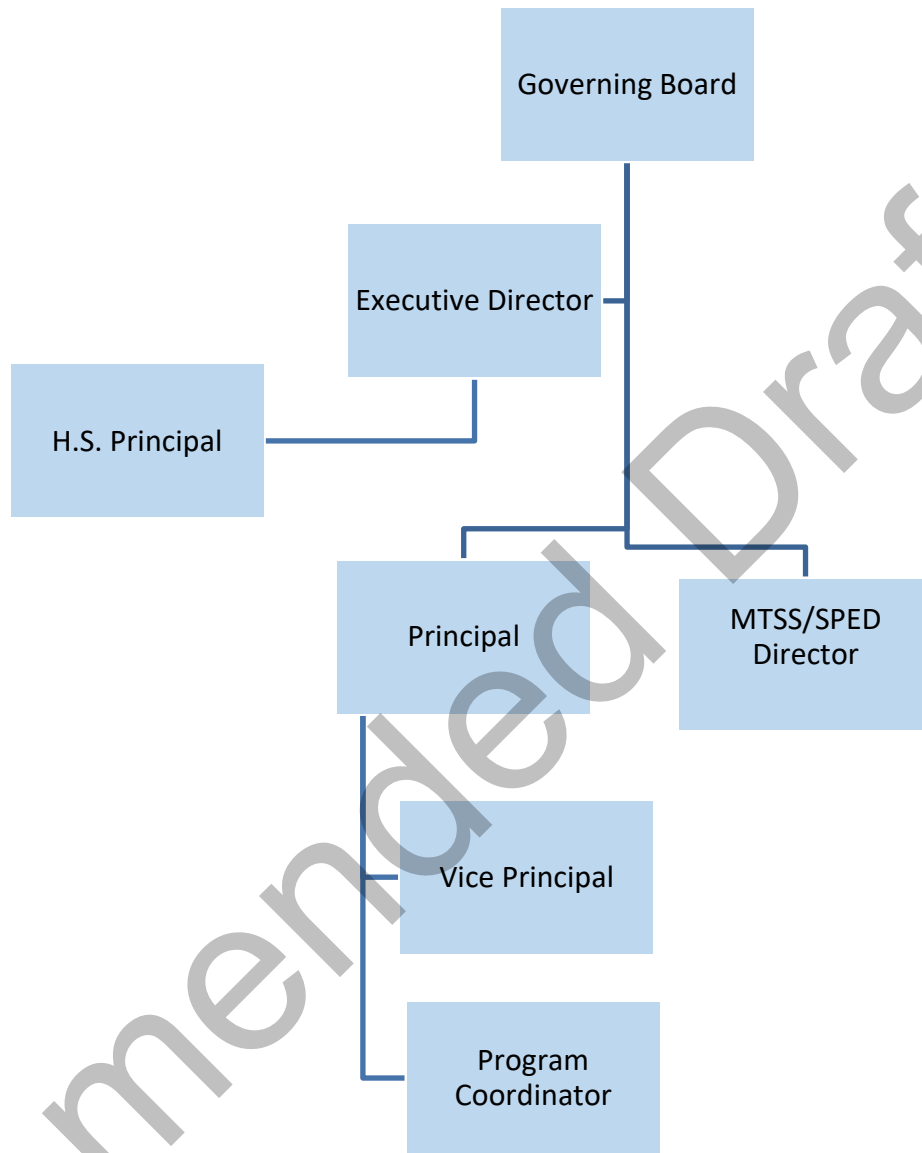 Governing Board
Executive Director
H.S. Principal
Principal
MTSS/SPED
Director
Vice Principal
Program
Coordinator
mended Draf